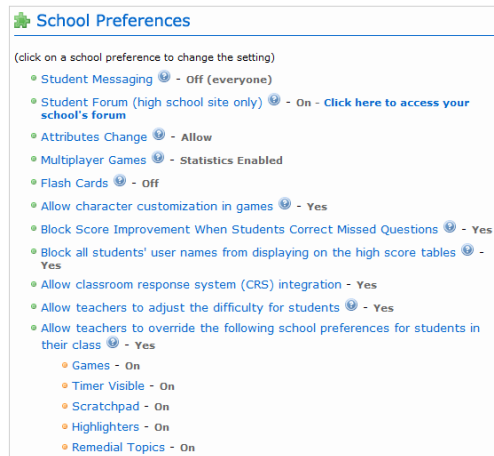 School Preferences
(click on a school preference to change the setting)
Student Messaging - Off (everyone)
Student Forum (high school site only) - On - Click here to access your
school's forum
Attributes Change - Allow
Multiplayer Games - Statistics Enabled
Flash Cards - Off
Allow character customization in games - Yes
Block Score Improvement When Students Correct Missed Questions - Yes
Block all students' user names from displaying on the high score tables -
Yes
Allow classroom response system (CRS) integration - Yes
Allow teachers to adjust the difficulty for students - Yes
Allow teachers to override the following school preferences for students in
their class - Yes
Games - On
Timer Visible - On
Scratchpad - On
Highlighters - On
Remedial Topics - On